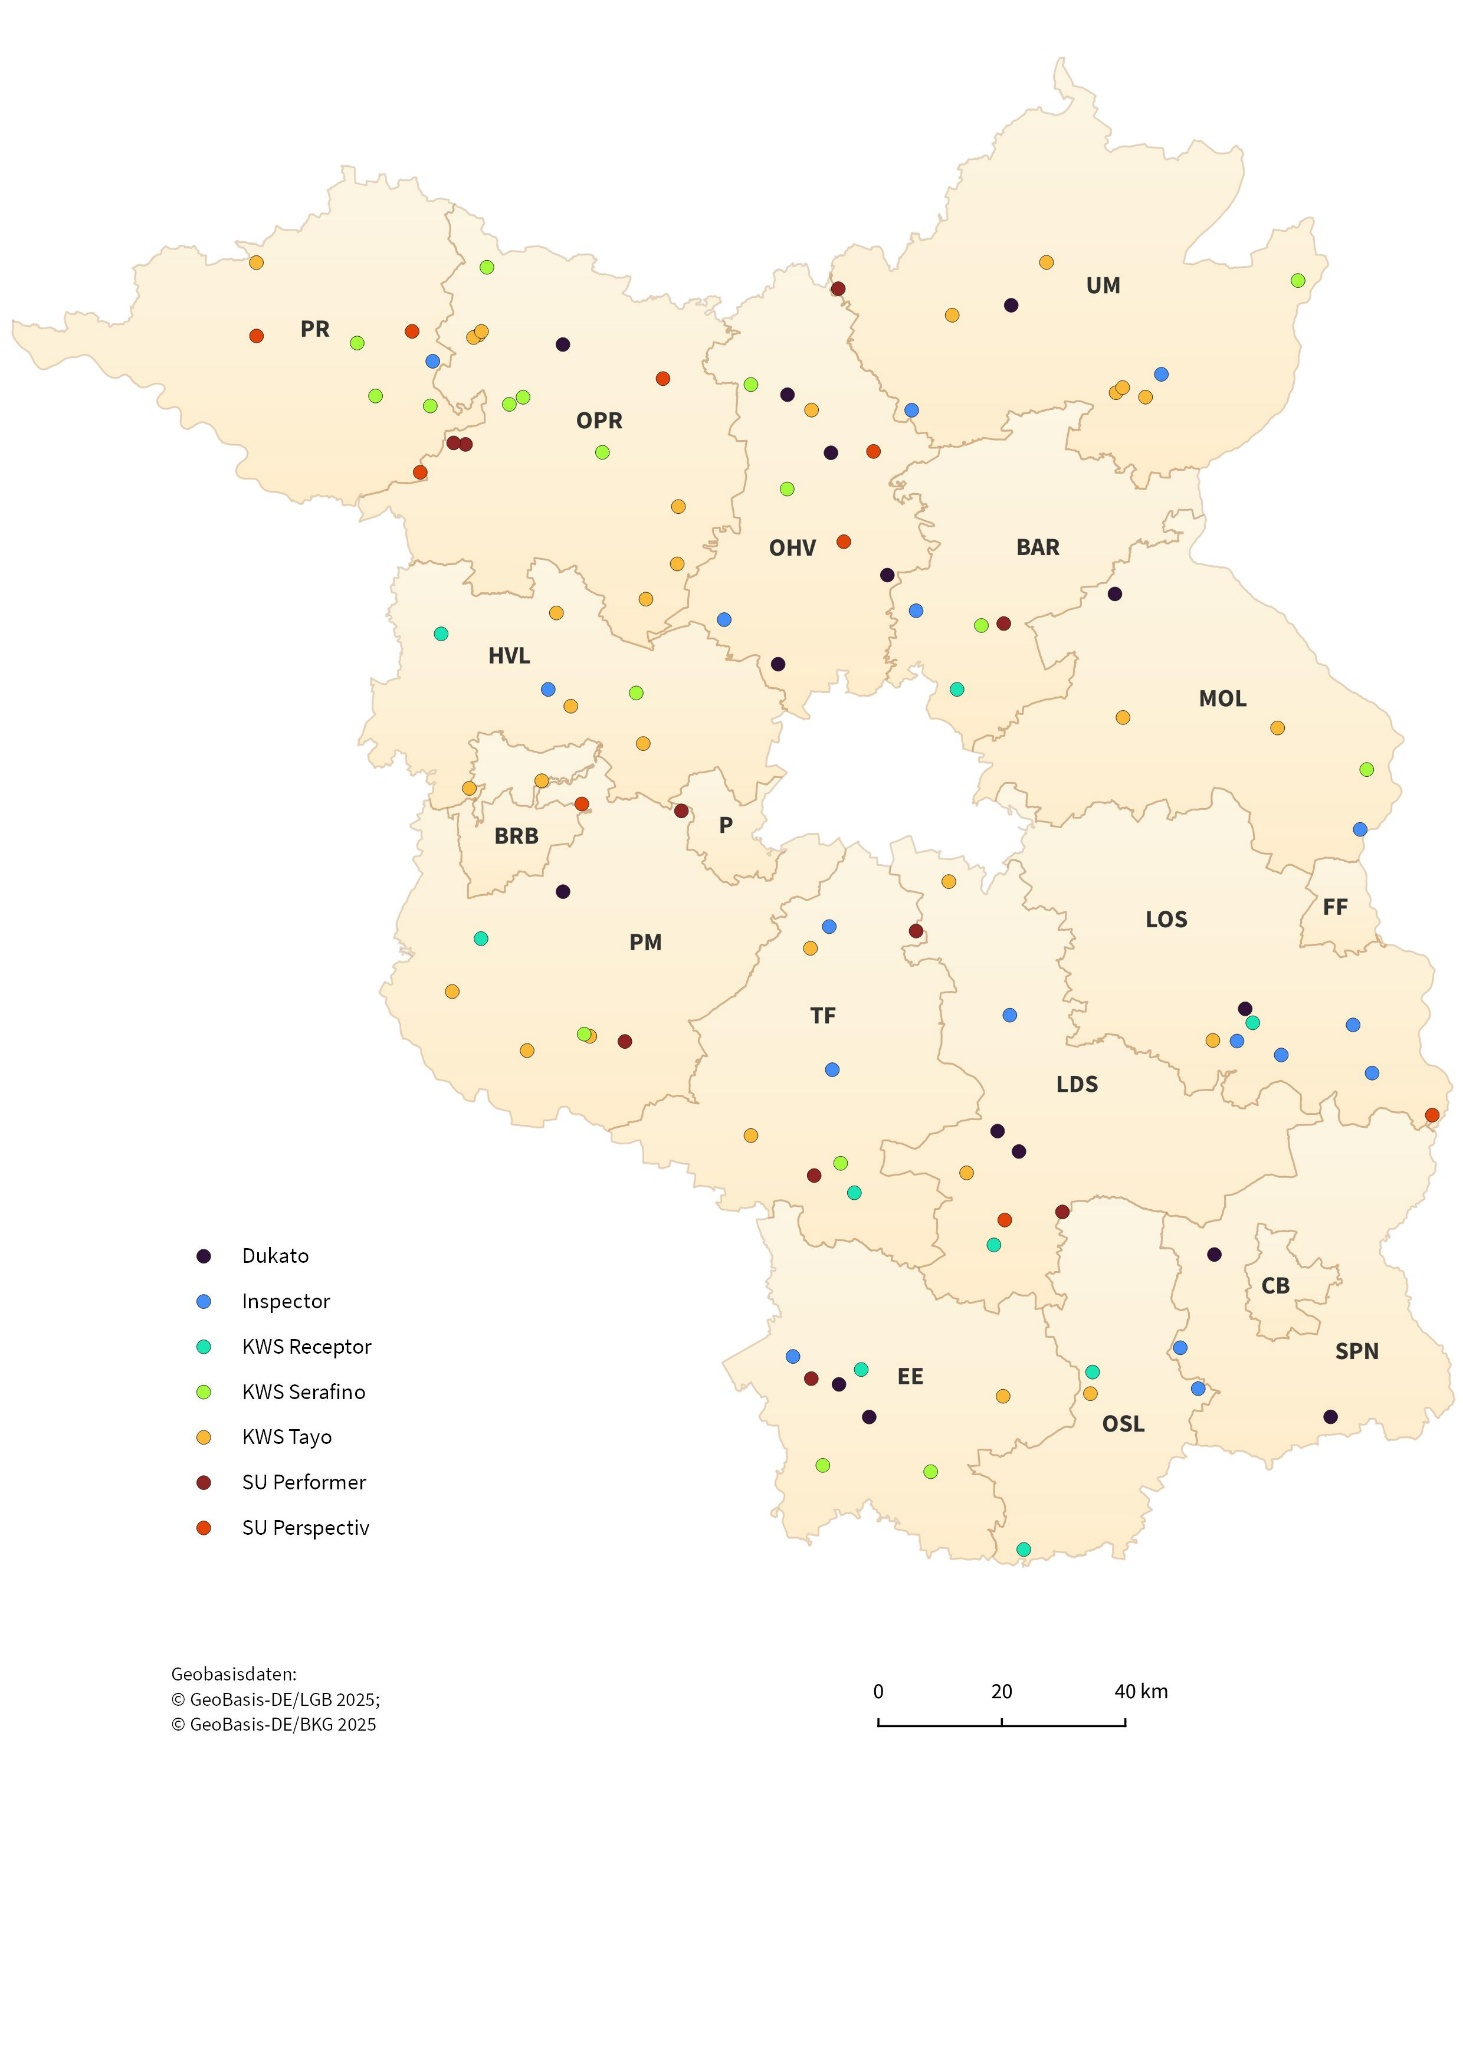 UM
PR
OPR
OHV
BAR
HVL
MOL
P
BRB
FF
LOS
PM
TF
LDS
Dukato
CB
Inspector
KWS Receptor
SPN
EE
KWS Serafino
OSL
KWS Tayo
SU Performer
SU Perspectiv
Geobasisdaten:
© GeoBasis-DE/LGB 2025;
© GeoBasis-DE/BKG 2025
0 20 40 km